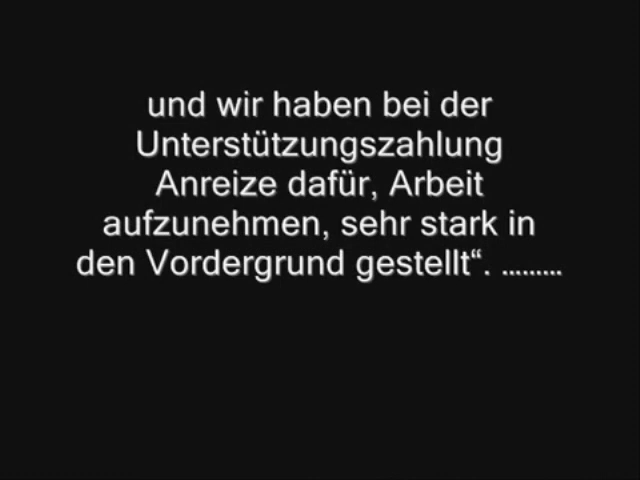 und wir haben bei der
Unterstützungszahlung
Anreize dafür, Arbeit
aufzunehmen, sehr stark in
den Vordergrund gestellt“. .........